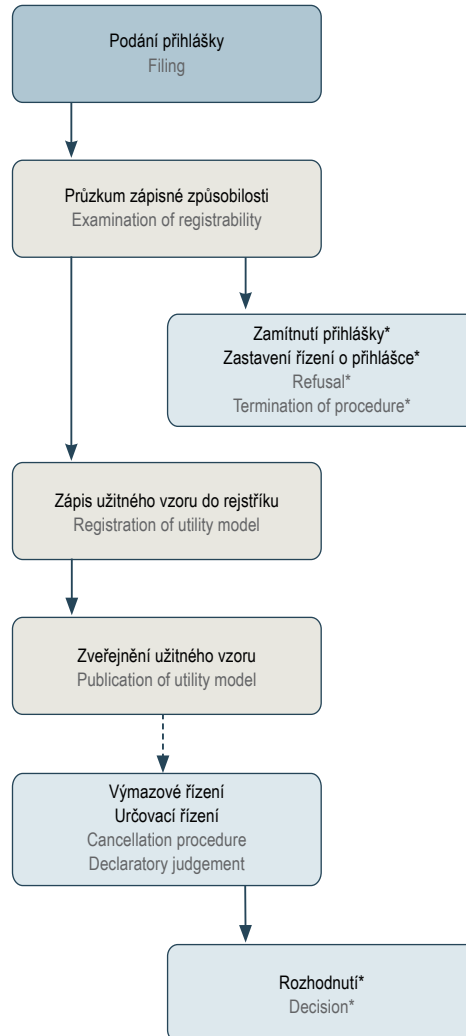 Podání přihlášky
Filing
Průzkum zápisné způsobilosti
Examination of registrability
Zamítnutí přihlášky*
Zastavení řízení o přihlášce*
Refusal*
Termination of procedure*
Zápis užitného vzoru do rejstříku
Registration of utility model
Zveřejnění užitného vzoru
Publication of utility model
Výmazové řízení
Určovací řízení
Cancellation procedure
Declaratory judgement
Rozhodnutí*
Decision*